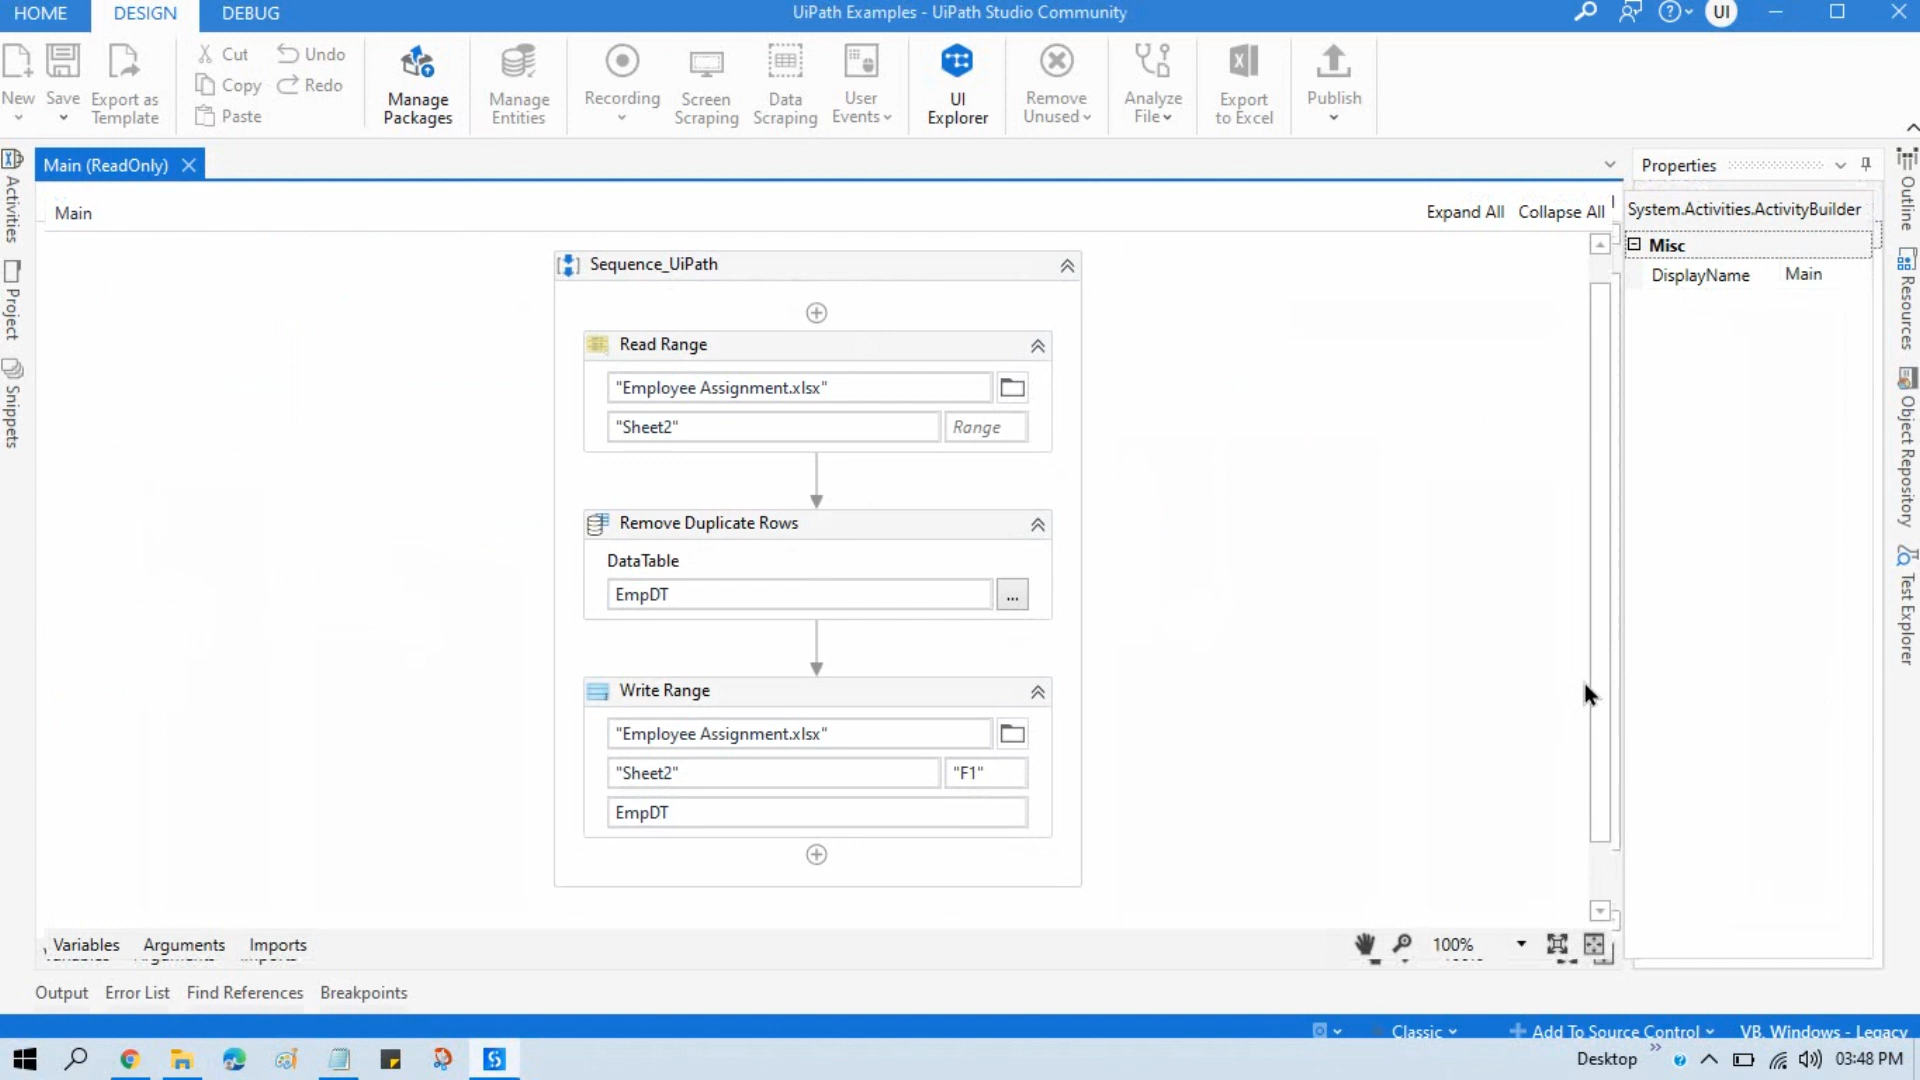 HOME DESIGN DEBUG UiPath Examples - UiPath Studio Community UI
New Save Export as Template Cut Copy Paste Undo Redo Manage Packages Manage Entities Recording Screen Scraping Data Scraping User Events UI Explorer Remove Unused Analyze File Export to Excel Publish
Main (ReadOnly)
Properties
Main Expand All Collapse All
System.Activities.ActivityBuilder
Misc
DisplayName Main
Activities
Project
Snippets
Sequence_UiPath
Read Range
"Employee Assignment.xlsx"
"Sheet2" Range
Remove Duplicate Rows
DataTable
EmpDT ...
Write Range
"Employee Assignment.xlsx"
"Sheet2" "F1"
EmpDT
Outline
Resources
Object Repository
Test Explorer
Variables Arguments Imports 100%
Output Error List Find References Breakpoints
Classic Add To Source Control VB, Windows - Legacy
Desktop 03:48 PM